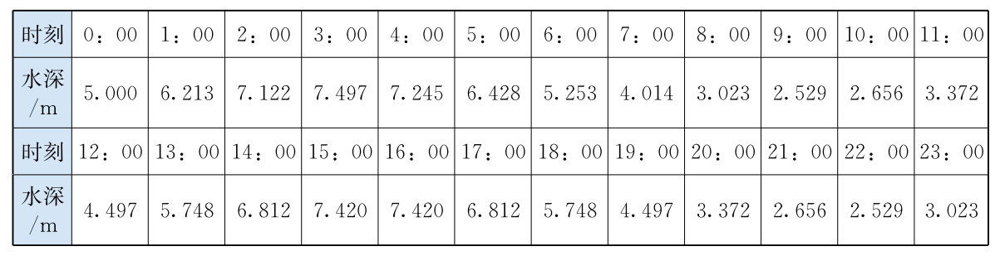 时刻 0：00 1：00 2：00 3：00 4：00 5：00 6：00 7：00 8：00 9：00 10：00 11：00
水深/m 5.000 6.213 7.122 7.497 7.245 6.428 5.253 4.014 3.023 2.529 2.656 3.372
时刻 12：00 13：00 14：00 15：00 16：00 17：00 18：00 19：00 20：00 21：00 22：00 23：00
水深/m 4.497 5.748 6.812 7.420 7.420 6.812 5.748 4.497 3.372 2.656 2.529 3.023